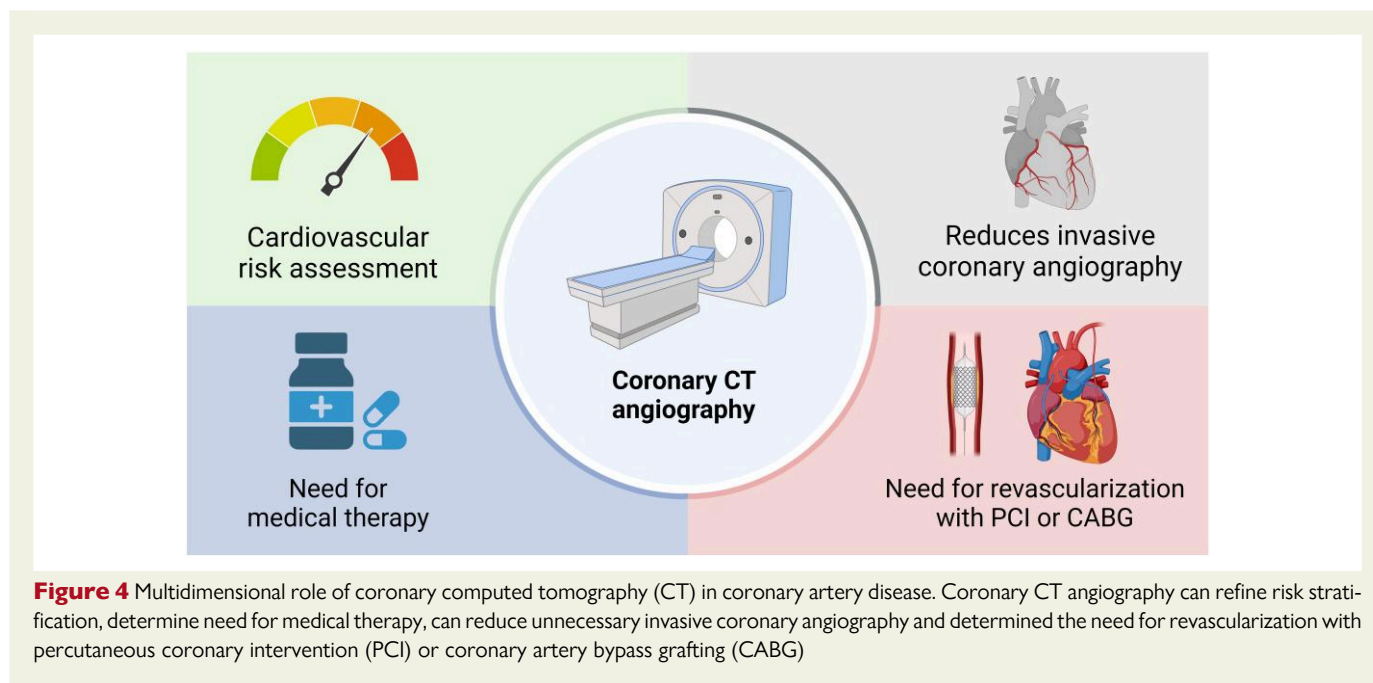 Cardiovascular
risk assessment
Reduces invasive
coronary angiography
Coronary CT
angiography
Need for
medical therapy
Need for revascularization
with PCI or CABG
Figure 4 Multidimensional role of coronary computed tomography (CT) in coronary artery disease. Coronary CT angiography can refine risk strati-
fication, determine need for medical therapy, can reduce unnecessary invasive coronary angiography and determined the need for revascularization with
percutaneous coronary intervention (PCI) or coronary artery bypass grafting (CABG)